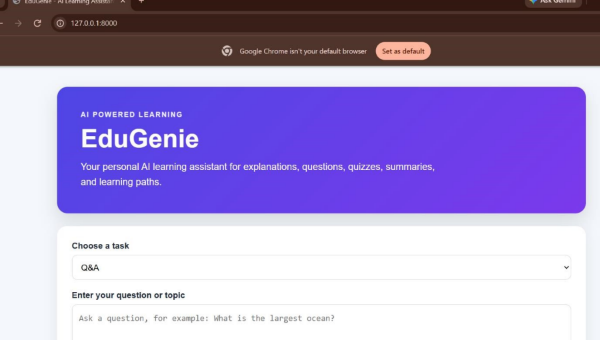 EduGenie - AI Learning Assista
Ask Gemini
127.0.0.1:8000
Google Chrome isn't your default browser
Set as default
AI POWERED LEARNING
EduGenie
Your personal AI learning assistant for explanations, questions, quizzes, summaries,
and learning paths.
Choose a task
Q&A
Enter your question or topic
Ask a question, for example: What is the largest ocean?